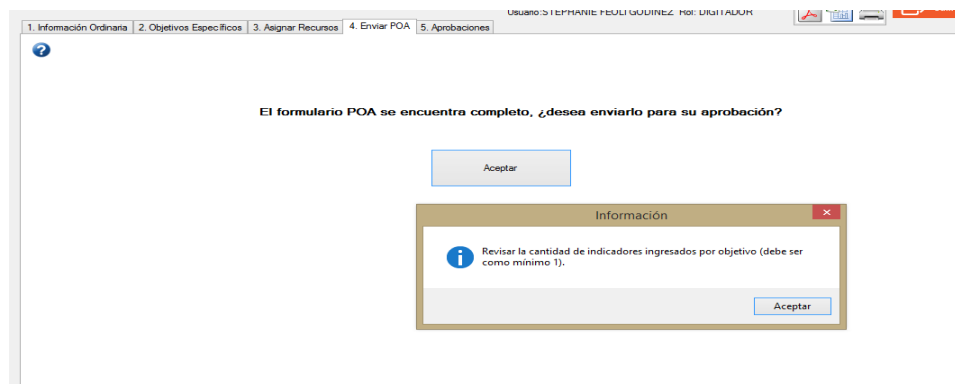 Usuario:STEPHANIE FEOLI GODINEZ Rol: DIGITADOR
1. Información Ordinaria 2. Objetivos Específicos 3. Asignar Recursos 4. Enviar POA 5. Aprobaciones
El formulario POA se encuentra completo, ¿desea enviarlo para su aprobación?
Aceptar
Información
Revisar la cantidad de indicadores ingresados por objetivo (debe ser
como mínimo 1).
Aceptar